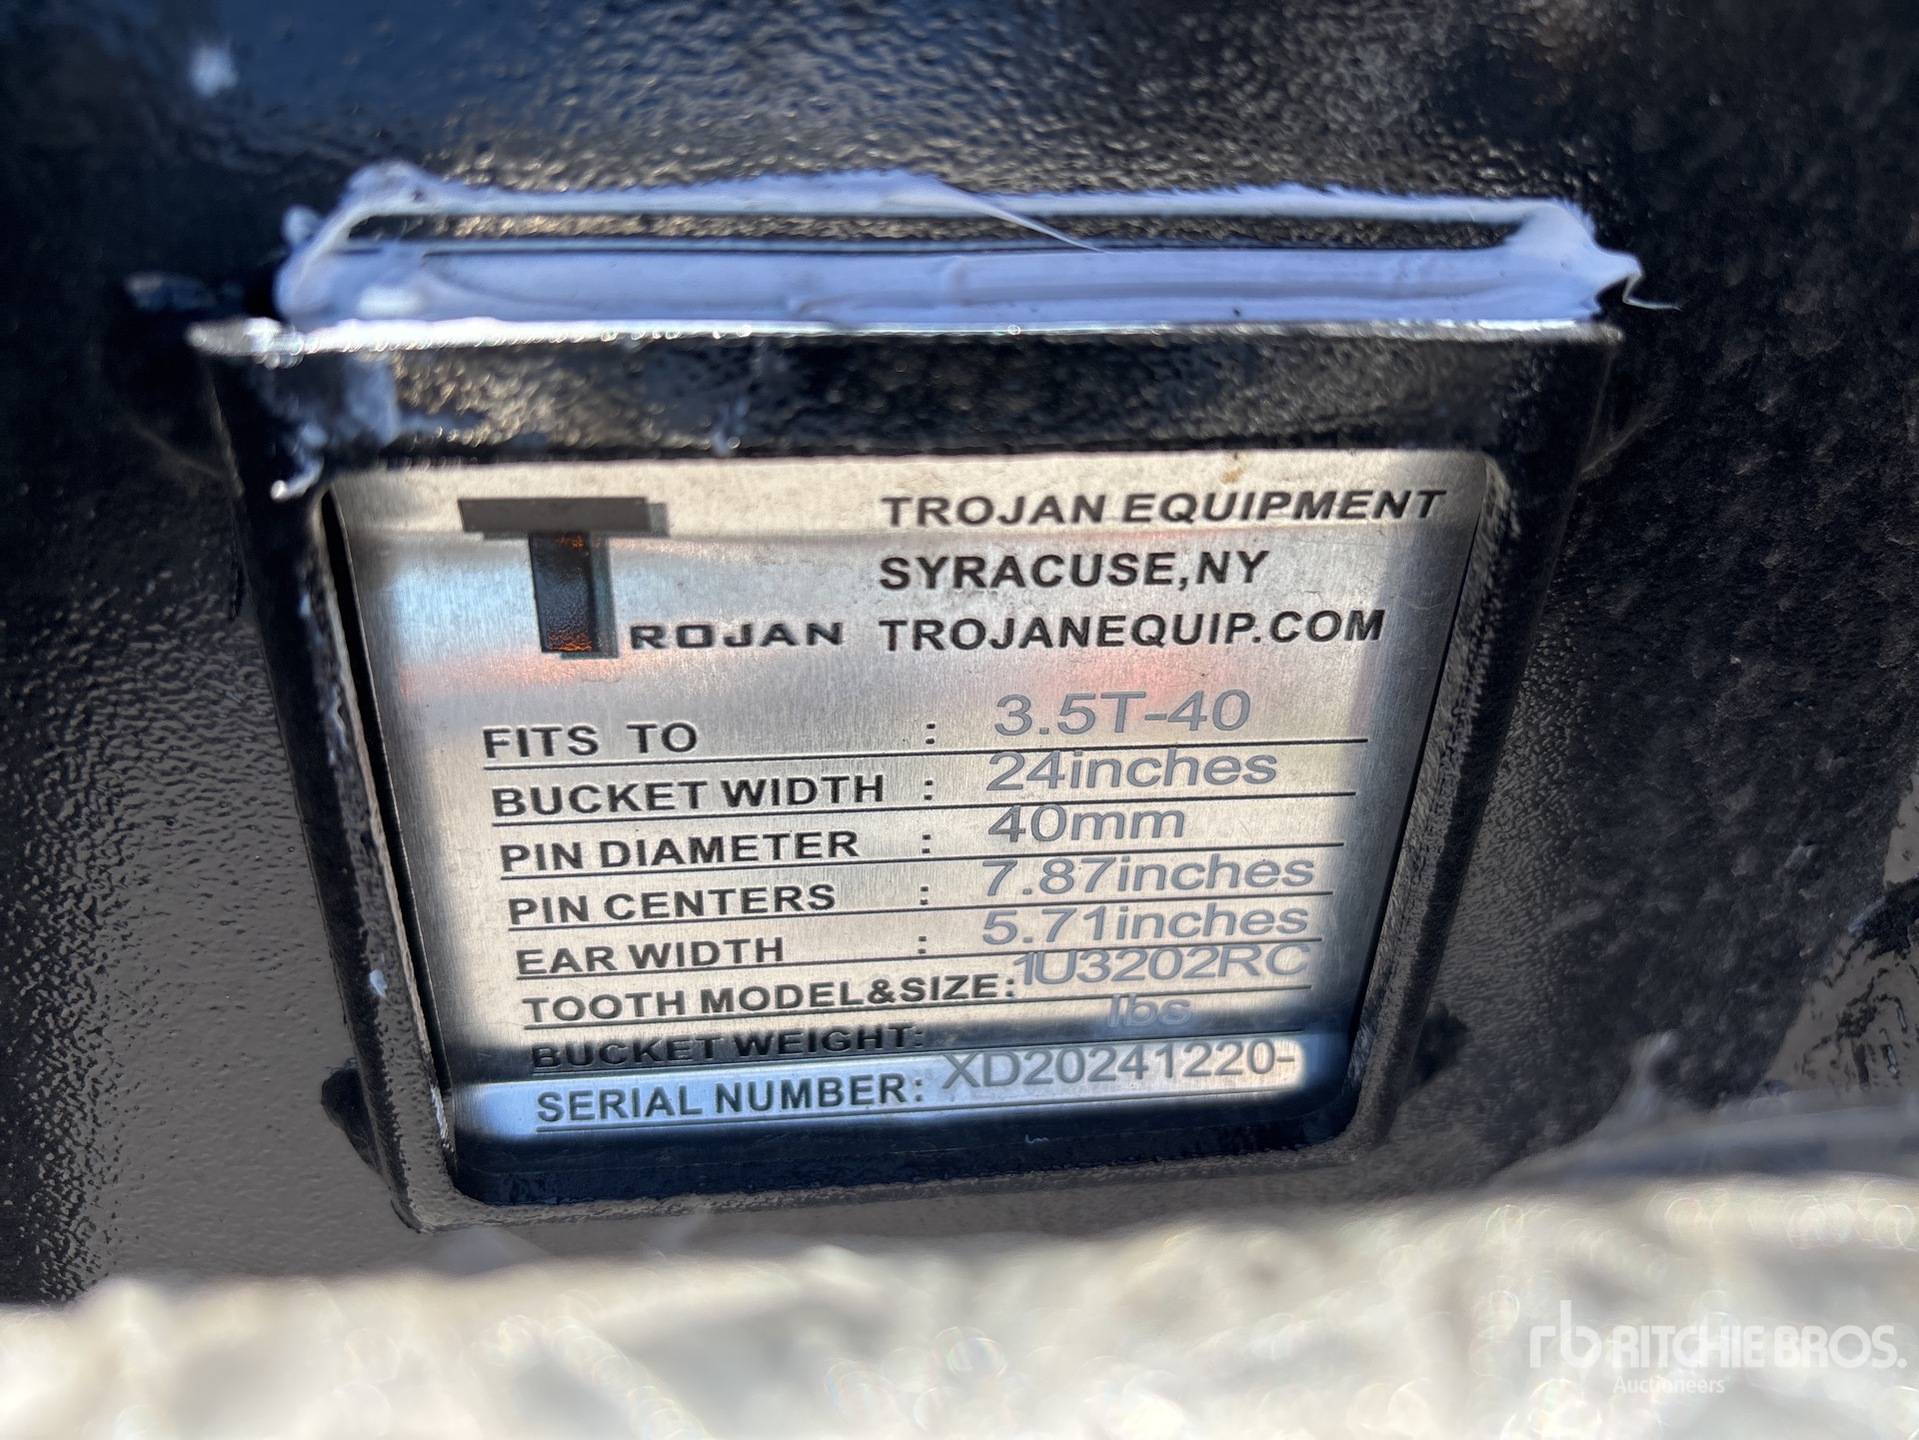 TROJAN EQUIPMENT
SYRACUSE,NY
TROJAN TROJANEQUIP.COM
FITS TO : 3.5T-40
BUCKET WIDTH : 24inches
PIN DIAMETER : 40mm
PIN CENTERS : 7.87inches
EAR WIDTH : 5.71inches
TOOTH MODEL&SIZE: 1U3202RC
BUCKET WEIGHT: lbs
SERIAL NUMBER: XD20241220-
rb RITCHIE BROS.
Auctioneers